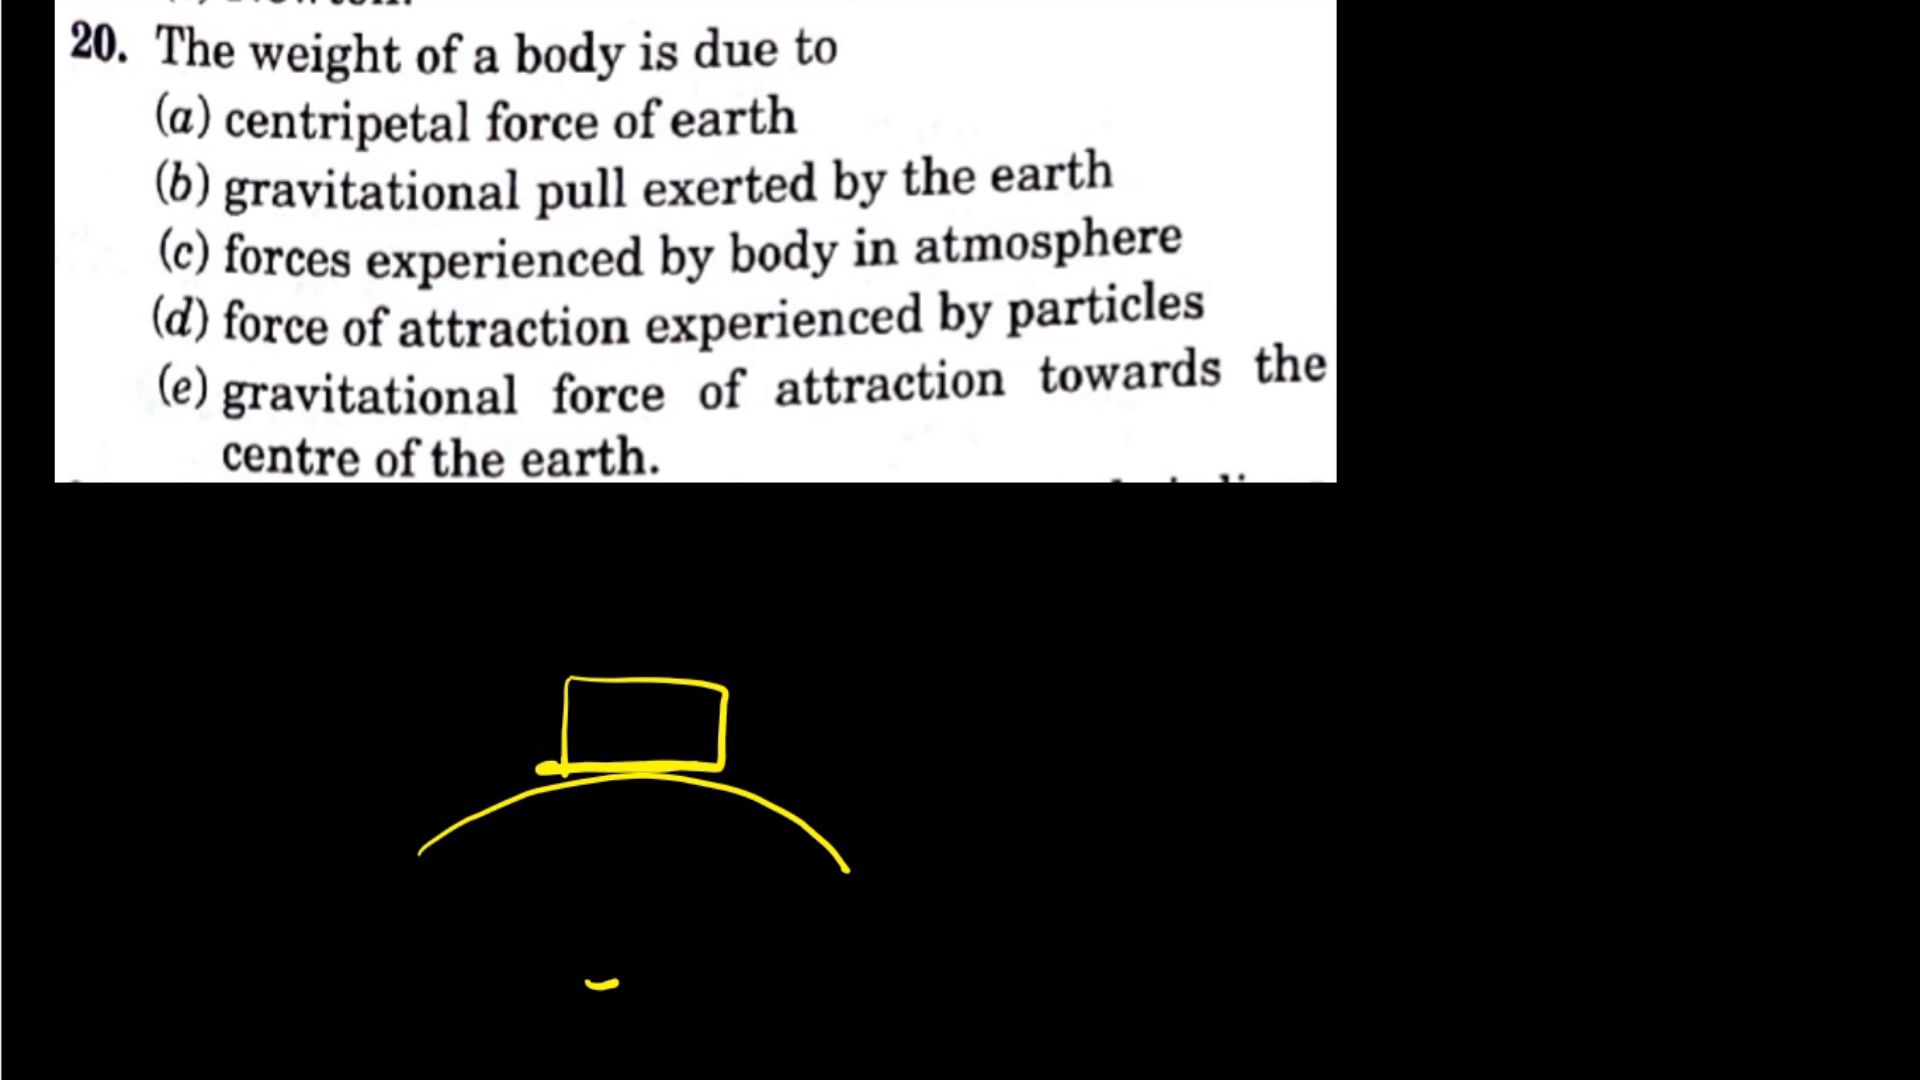 20. The weight of a body is due to
(a) centripetal force of earth
(b) gravitational pull exerted by the earth
(c) forces experienced by body in atmosphere
(d) force of attraction experienced by particles
(e) gravitational force of attraction towards the
centre of the earth.